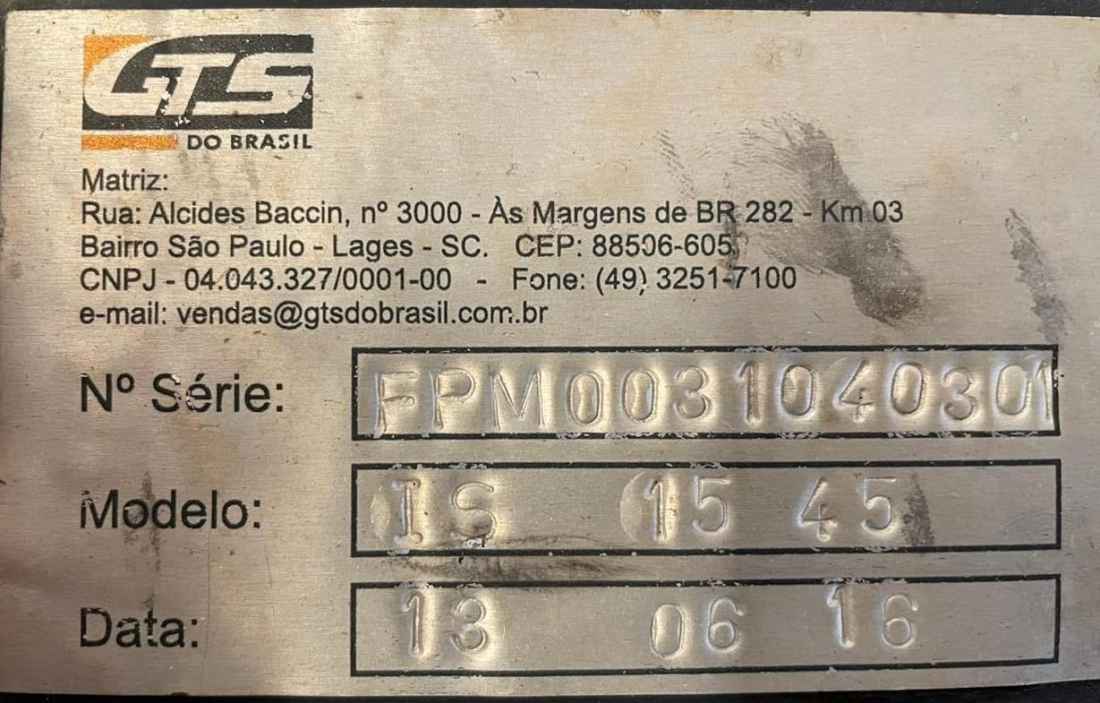 GTS
DO BRASIL
Matriz:
Rua: Alcides Baccin, nº 3000 - Às Margens de BR 282 - Km 03
Bairro São Paulo - Lages - SC. CEP: 88506-605
CNPJ - 04.043.327/0001-00 - Fone: (49) 3251-7100
e-mail: vendas@gtsdobrasil.com.br
Nº Série: FPM0031040301
Modelo: IS 15 45
Data: 13 06 16